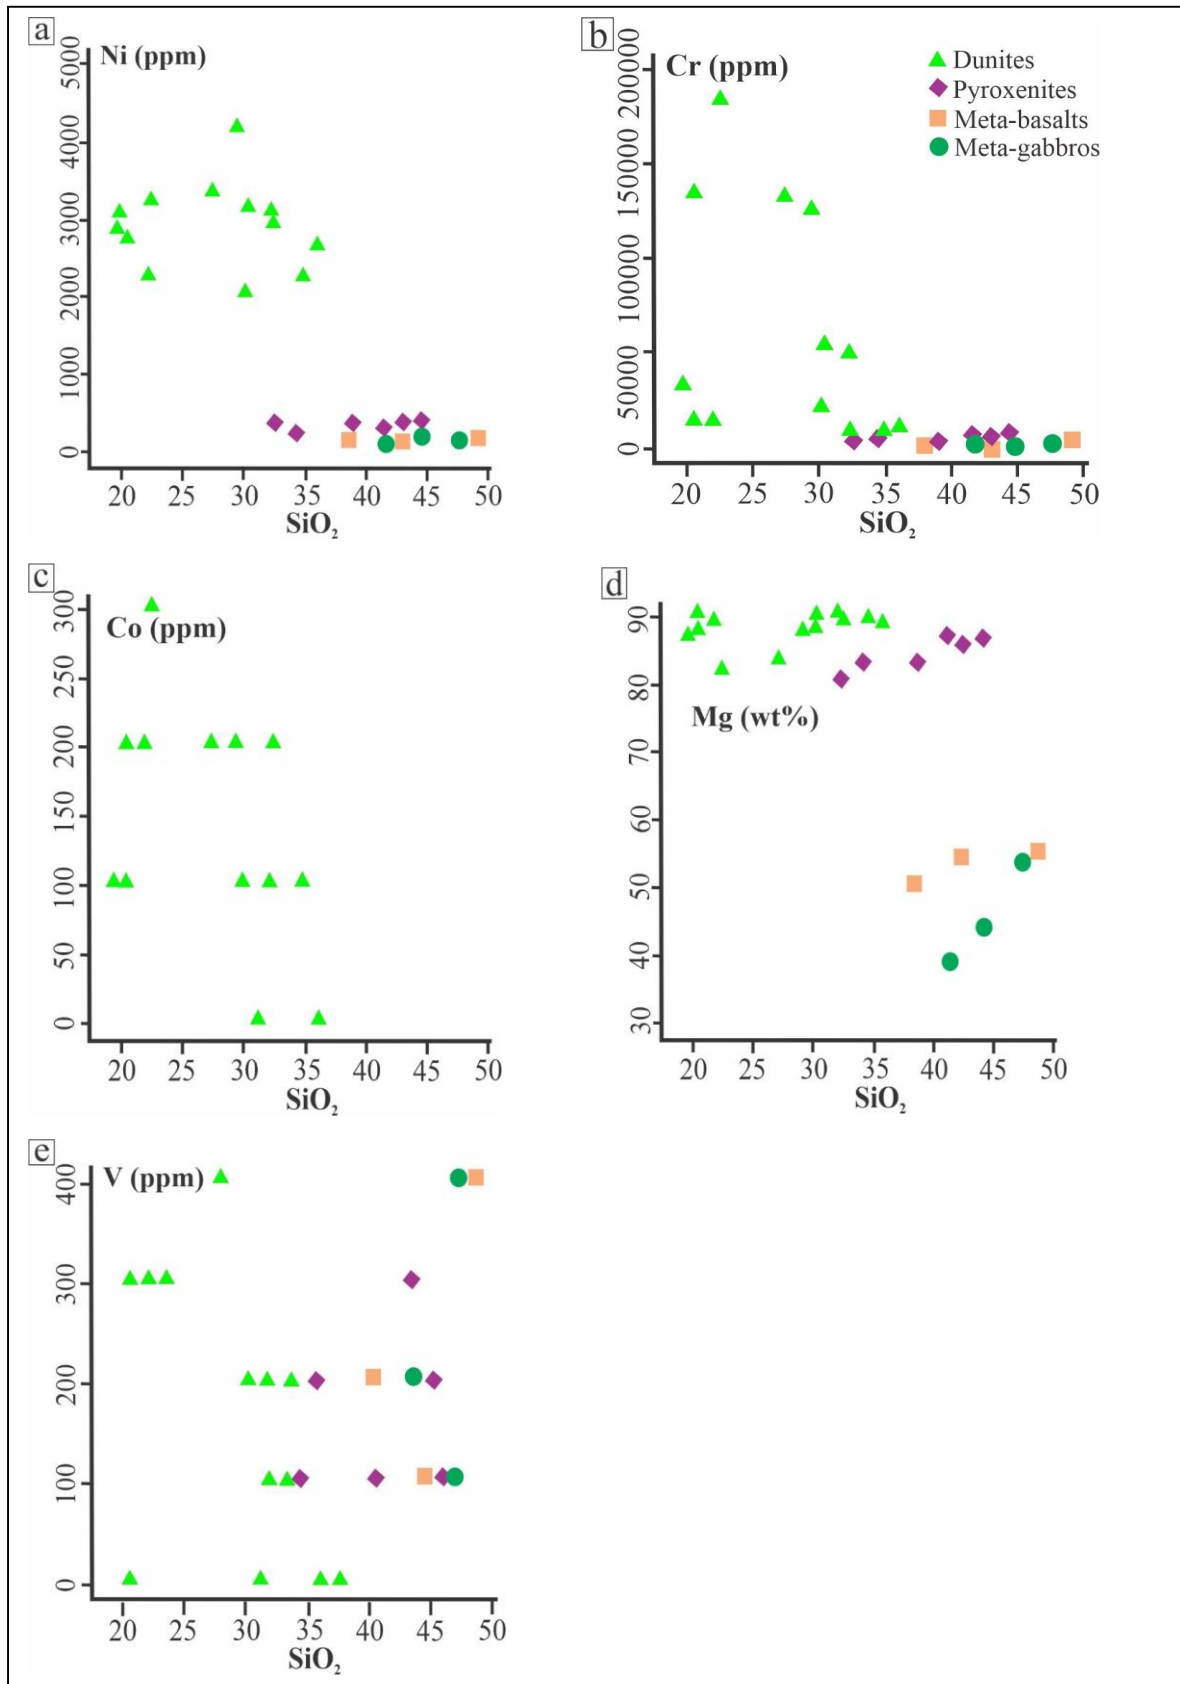 a
Ni (ppm)
5000
4000
3000
2000
1000
0
20 25 30 35 40 45 50
SiO₂
b
Cr (ppm)
200000
150000
100000
50000
0
20 25 30 35 40 45 50
SiO₂
Dunites
Pyroxenites
Meta-basalts
Meta-gabbros
c
Co (ppm)
300
250
200
150
100
50
0
20 25 30 35 40 45 50
SiO₂
d
Mg (wt%)
90
80
70
60
50
40
30
20 25 30 35 40 45 50
SiO₂
e
V (ppm)
400
300
200
100
0
20 25 30 35 40 45 50
SiO₂